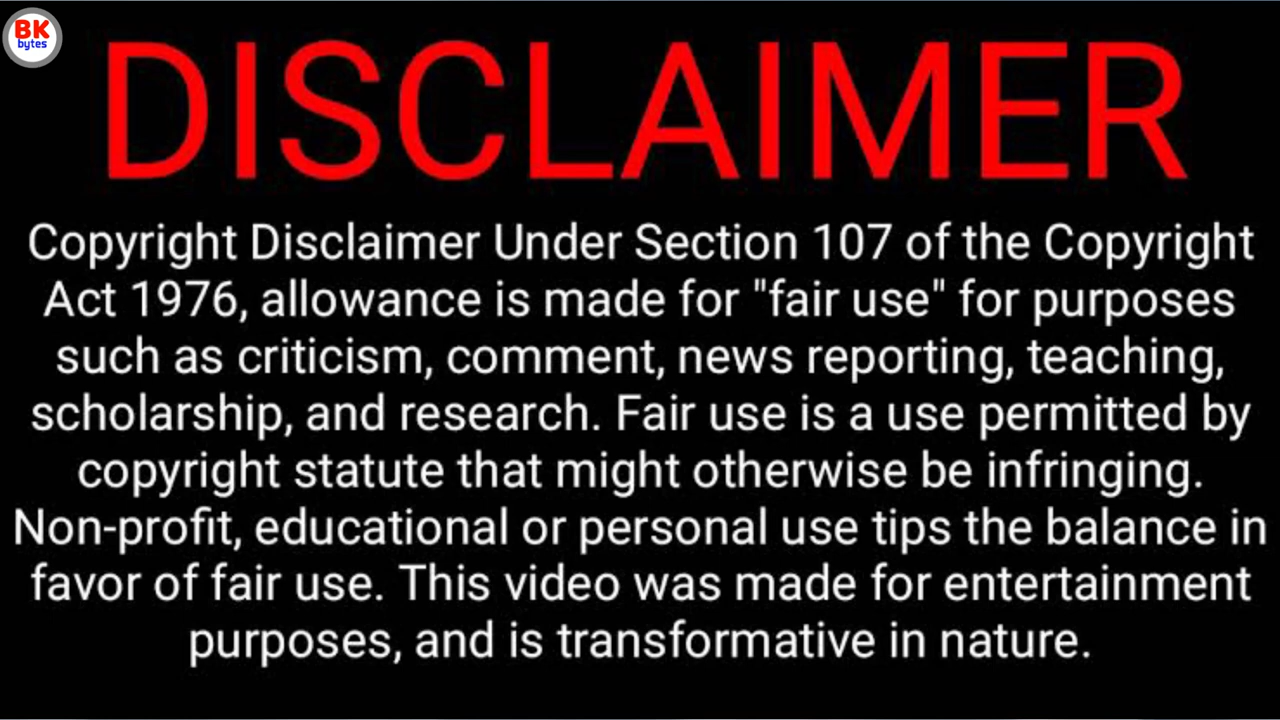 BK
bytes
DISCLAIMER
Copyright Disclaimer Under Section 107 of the Copyright
Act 1976, allowance is made for "fair use" for purposes
such as criticism, comment, news reporting, teaching,
scholarship, and research. Fair use is a use permitted by
copyright statute that might otherwise be infringing.
Non-profit, educational or personal use tips the balance in
favor of fair use. This video was made for entertainment
purposes, and is transformative in nature.